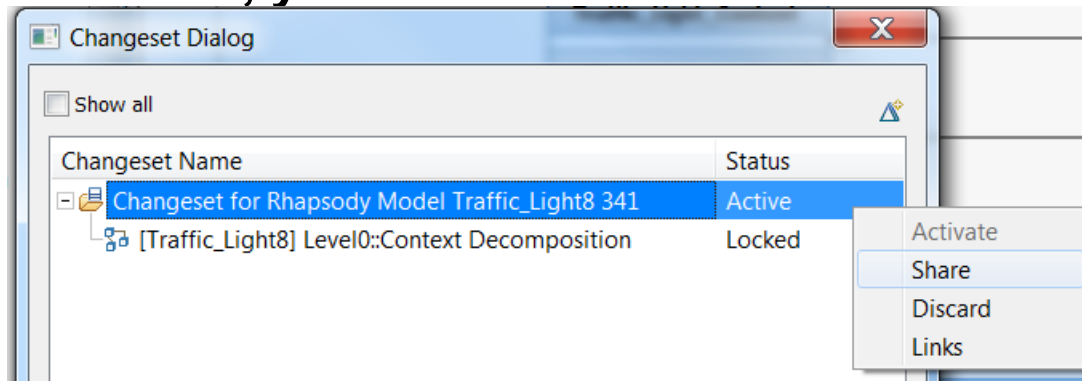 Changeset Dialog
Show all
Changeset Name Status
Changeset for Rhapsody Model Traffic_Light8 341 Active
[Traffic_Light8] Level0::Context Decomposition Locked
Activate
Share
Discard
Links